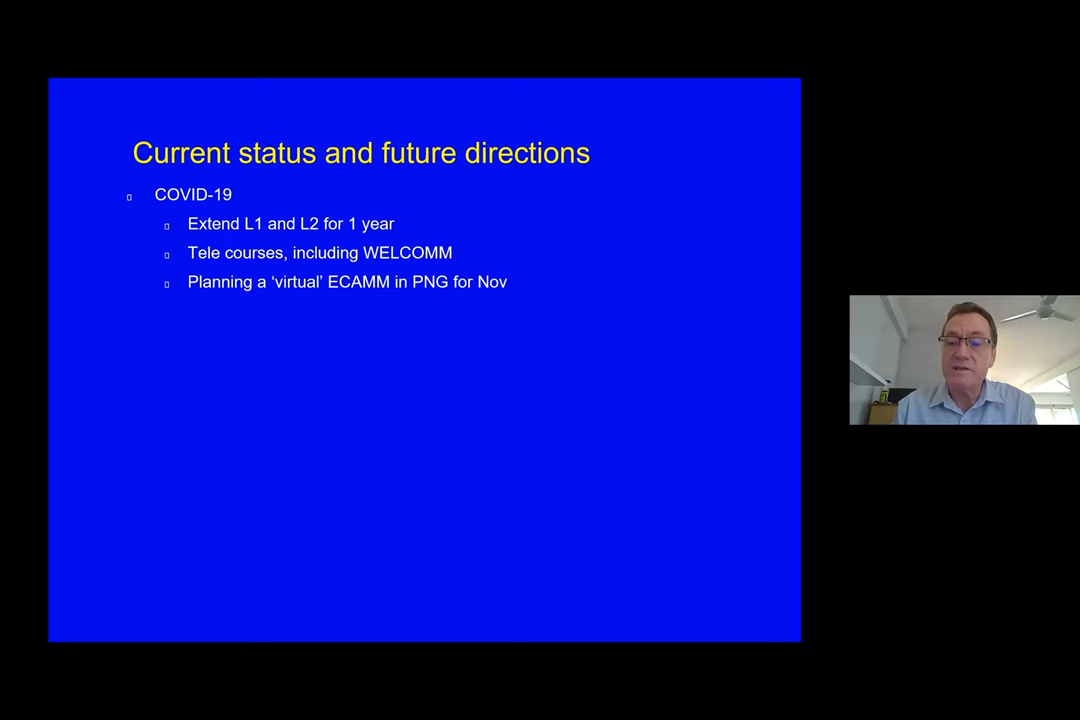 Current status and future directions
COVID-19
Extend L1 and L2 for 1 year
Tele courses, including WELCOMM
Planning a ‘virtual’ ECAMM in PNG for Nov